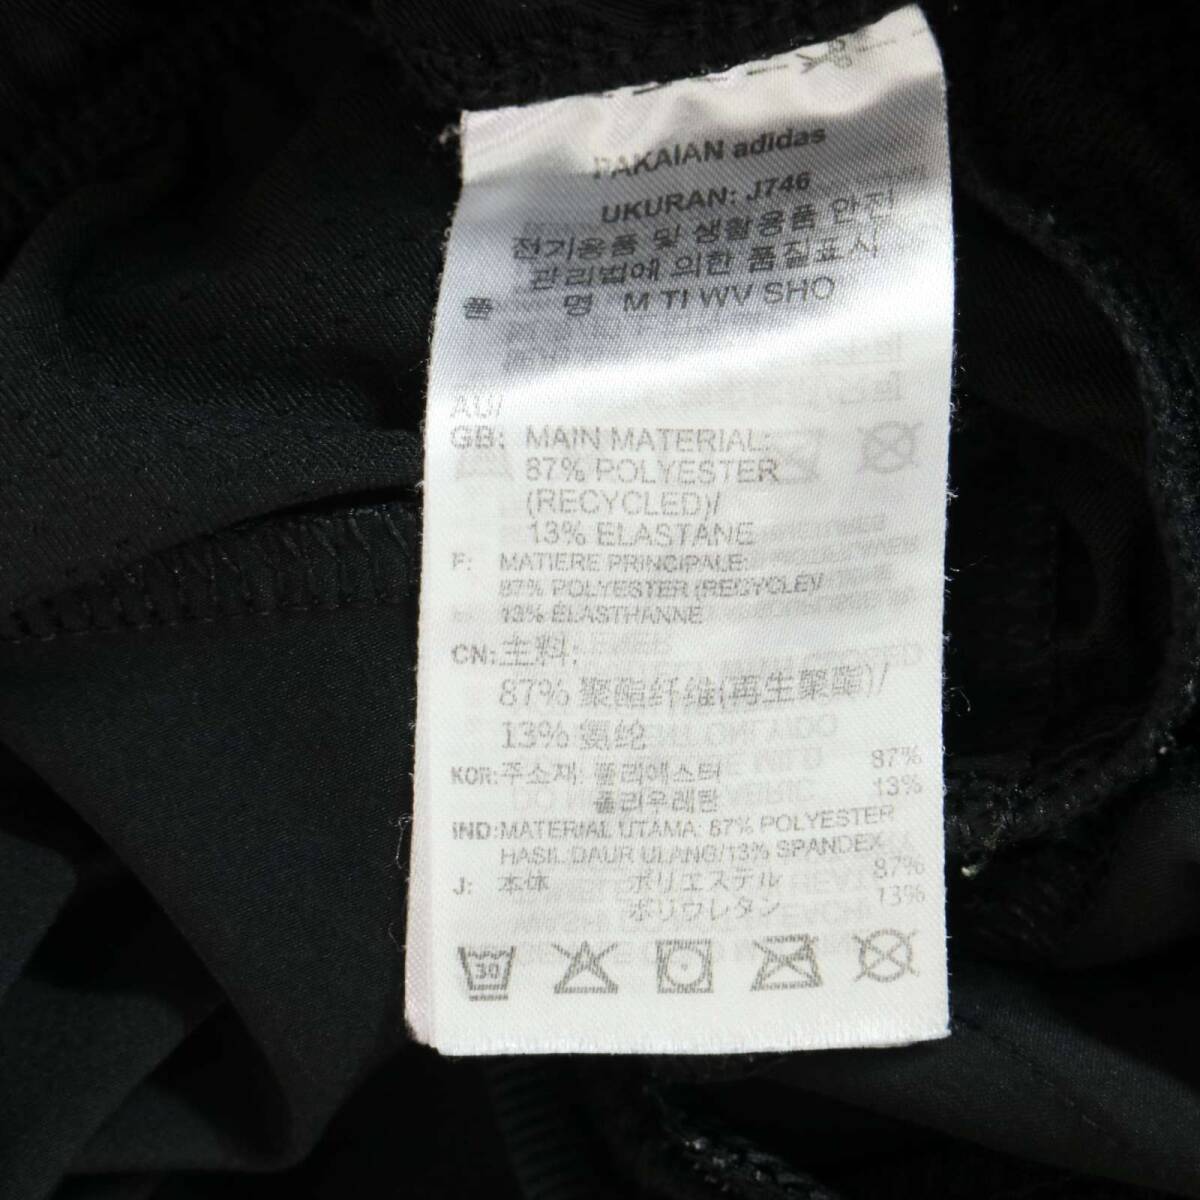 PAKAIAN adidas
UKURAN: J746
전기용품 및 생활용품 안전
관리법에 의한 품질표시
품 명 M TI WV SHO
AU/
GB: MAIN MATERIAL:
87% POLYESTER
(RECYCLED)/
13% ELASTANE
F: MATIERE PRINCIPALE:
87% POLYESTER (RECYCLE)/
13% ELASTHANNE
CN: 主料:
87% 聚酯纤维(再生聚酯)/
13% 氨纶
KOR: 주소재: 폴리에스터 87%
폴리우레탄 13%
IND: MATERIAL UTAMA: 87% POLYESTER
HASIL DAUR ULANG/13% SPANDEX
J: 本体 ポリエステル 87%
ポリウレタン 13%
30